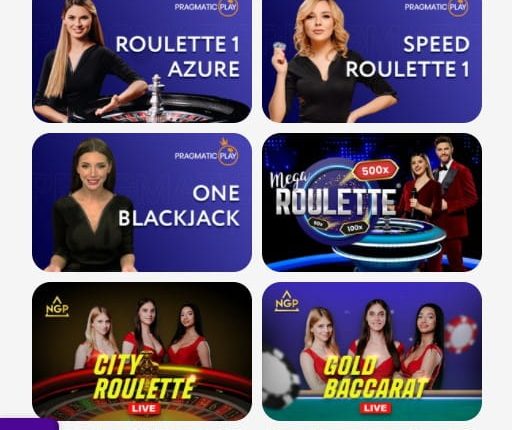 PRAGMATIC PLAY
ROULETTE 1
AZURE
PRAGMATIC PLAY
SPEED
ROULETTE 1
PRAGMATIC PLAY
ONE
BLACKJACK
Mega
500x
ROULETTE
50x
100x
NGP
CITY
ROULETTE
LIVE
NGP
GOLD
BACCARAT
LIVE